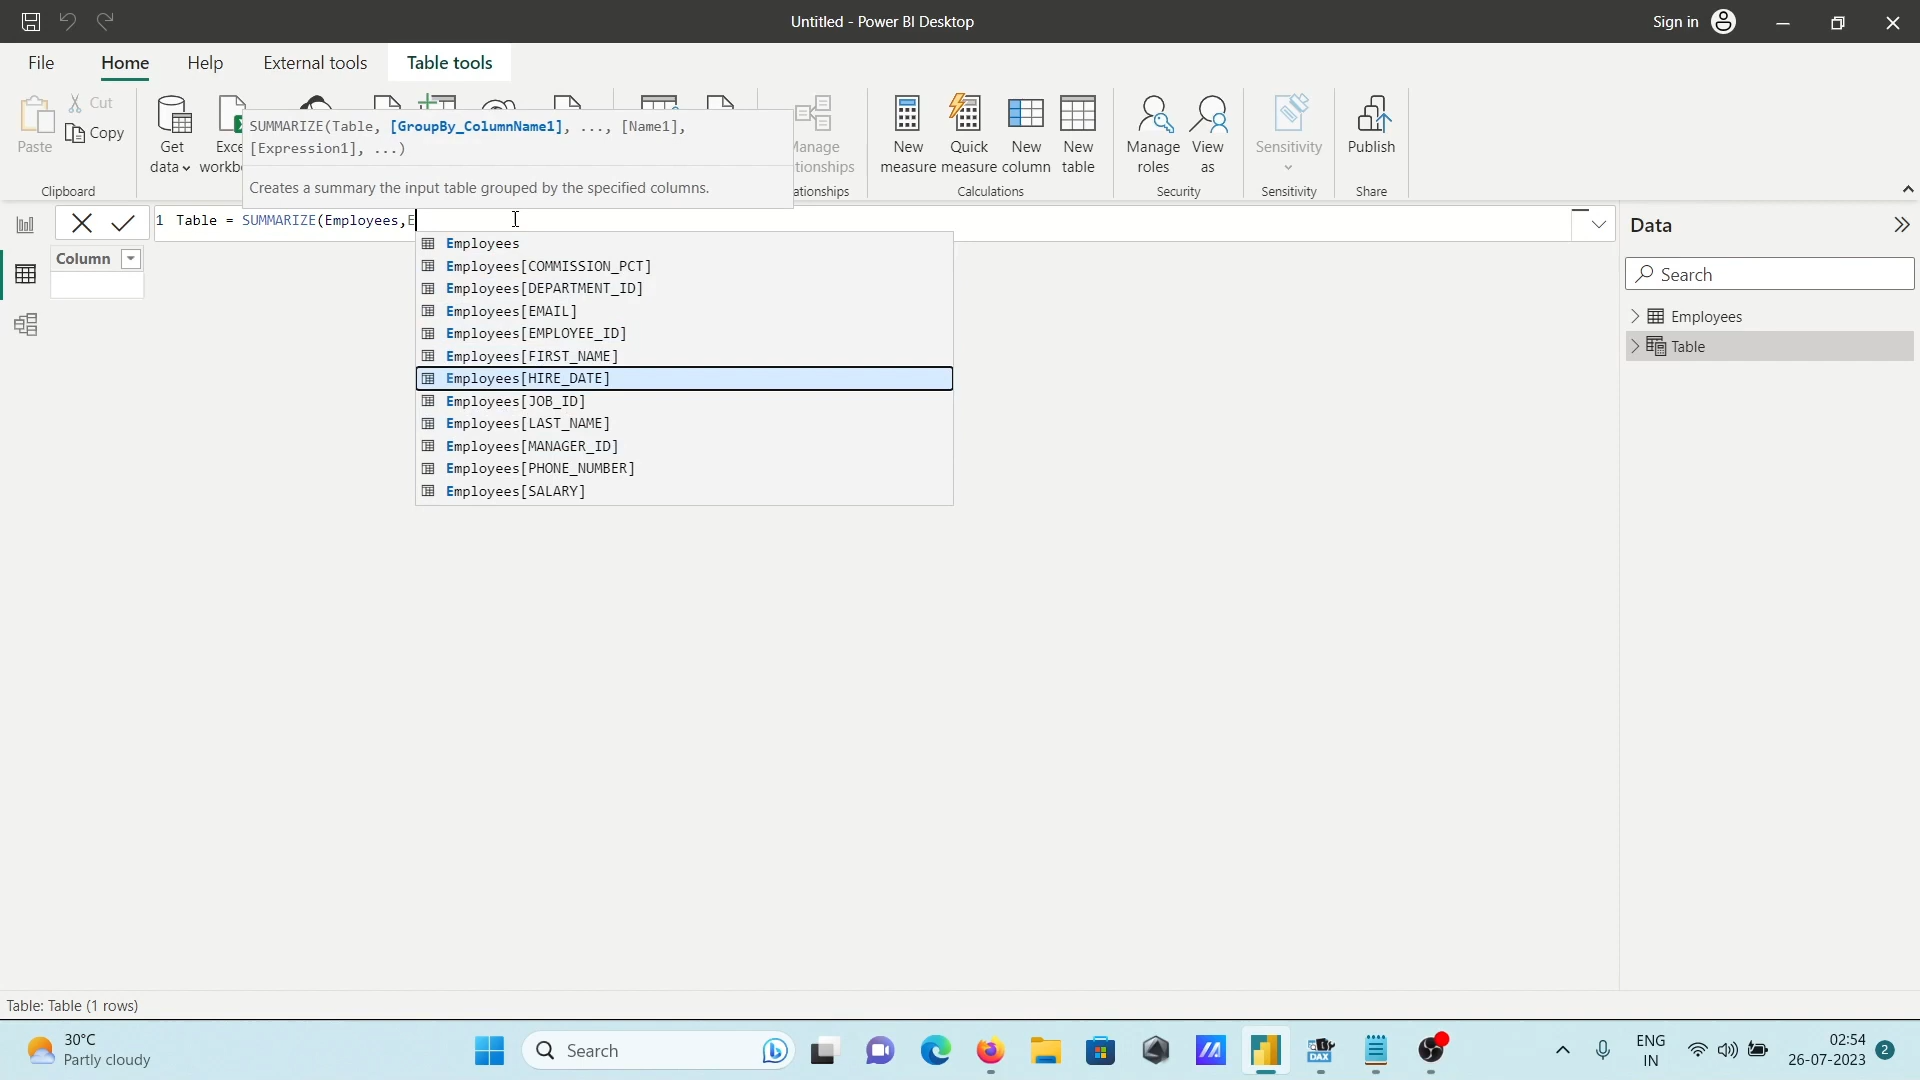 Untitled - Power BI Desktop
Sign in
File
Home
Help
External tools
Table tools
Paste
Cut
Copy
Clipboard
Get
data
Exce
workb
SUMMARIZE(Table, [GroupBy_ColumnName1], ..., [Name1],
[Expression1], ...)
Creates a summary the input table grouped by the specified columns.
anage
tionships
ationships
New
measure
Quick
measure
New
column
New
table
Calculations
Manage
roles
View
as
Security
Sensitivity
Sensitivity
Publish
Share
1 Table = SUMMARIZE(Employees,E
Column
Employees
Employees[COMMISSION_PCT]
Employees[DEPARTMENT_ID]
Employees[EMAIL]
Employees[EMPLOYEE_ID]
Employees[FIRST_NAME]
Employees[HIRE_DATE]
Employees[JOB_ID]
Employees[LAST_NAME]
Employees[MANAGER_ID]
Employees[PHONE_NUMBER]
Employees[SALARY]
Data
Search
Employees
Table
Table: Table (1 rows)
30°C
Partly cloudy
Search
DAX
ENG
IN
02:54
26-07-2023
2